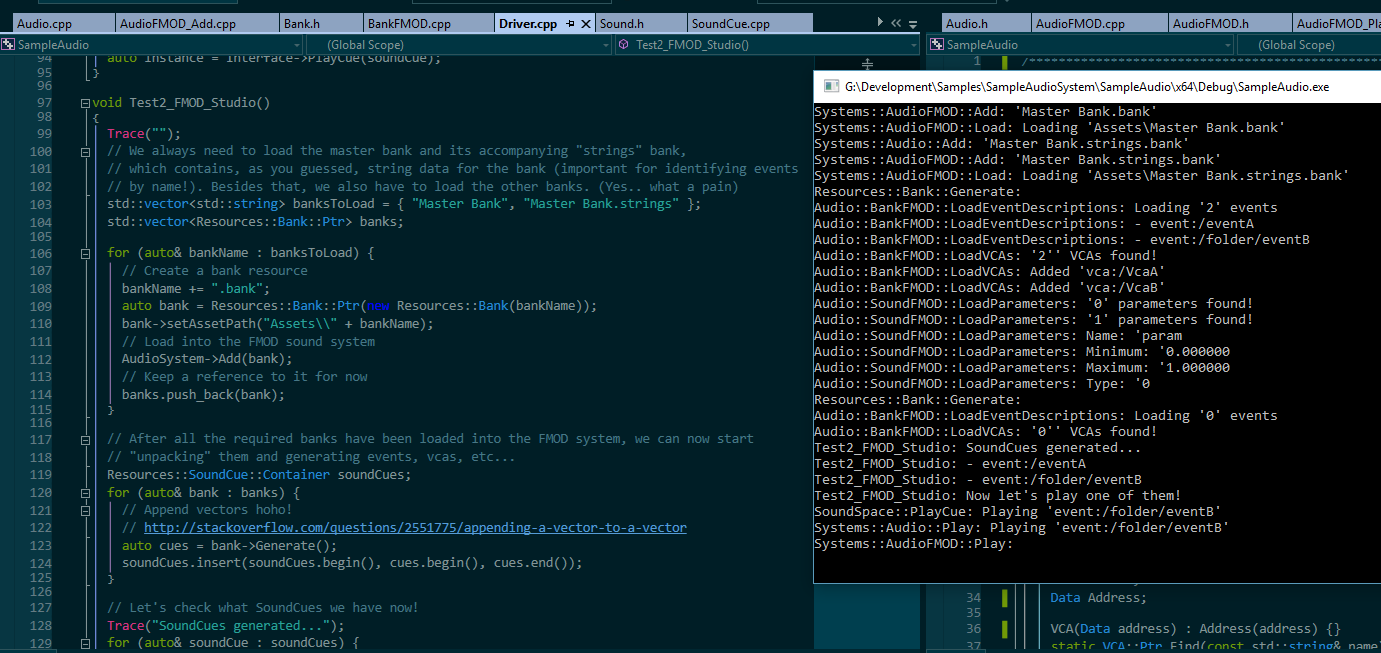 Audio.cpp AudioFMOD_Add.cpp Bank.h BankFMOD.cpp Driver.cpp Sound.h SoundCue.cpp
SampleAudio (Global Scope) Test2_FMOD_Studio()
94 auto instance = interface->PlayCue(soundCue);
95 }
96
97 void Test2_FMOD_Studio()
98 {
99 Trace("");
100 // We always need to load the master bank and its accompanying "strings" bank,
101 // which contains, as you guessed, string data for the bank (important for identifying events
102 // by name!). Besides that, we also have to load the other banks. (Yes.. what a pain)
103 std::vector<std::string> banksToLoad = { "Master Bank", "Master Bank.strings" };
104 std::vector<Resources::Bank::Ptr> banks;
105
106 for (auto& bankName : banksToLoad) {
107 // Create a bank resource
108 bankName += ".bank";
109 auto bank = Resources::Bank::Ptr(new Resources::Bank(bankName));
110 bank->setAssetPath("Assets\\" + bankName);
111 // Load into the FMOD sound system
112 AudioSystem->Add(bank);
113 // Keep a reference to it for now
114 banks.push_back(bank);
115 }
116
117 // After all the required banks have been loaded into the FMOD system, we can now start
118 // "unpacking" them and generating events, vcas, etc...
119 Resources::SoundCue::Container soundCues;
120 for (auto& bank : banks) {
121 // Append vectors hoho!
122 // http://stackoverflow.com/questions/2551775/appending-a-vector-to-a-vector
123 auto cues = bank->Generate();
124 soundCues.insert(soundCues.begin(), cues.begin(), cues.end());
125 }
126
127 // Let's check what SoundCues we have now!
128 Trace("SoundCues generated...");
129 for (auto& soundCue : soundCues) {
Audio.h AudioFMOD.cpp AudioFMOD.h AudioFMOD_Pla
SampleAudio (Global Scope)
1 /************************************************
G:\Development\Samples\SampleAudioSystem\SampleAudio\x64\Debug\SampleAudio.exe
Systems::AudioFMOD::Add: 'Master Bank.bank'
Systems::AudioFMOD::Load: Loading 'Assets\Master Bank.bank'
Systems::Audio::Add: 'Master Bank.strings.bank'
Systems::AudioFMOD::Add: 'Master Bank.strings.bank'
Systems::AudioFMOD::Load: Loading 'Assets\Master Bank.strings.bank'
Resources::Bank::Generate:
Audio::BankFMOD::LoadEventDescriptions: Loading '2' events
Audio::BankFMOD::LoadEventDescriptions: - event:/eventA
Audio::BankFMOD::LoadEventDescriptions: - event:/folder/eventB
Audio::BankFMOD::LoadVCAs: '2'' VCAs found!
Audio::BankFMOD::LoadVCAs: Added 'vca:/VcaA'
Audio::BankFMOD::LoadVCAs: Added 'vca:/VcaB'
Audio::SoundFMOD::LoadParameters: '0' parameters found!
Audio::SoundFMOD::LoadParameters: '1' parameters found!
Audio::SoundFMOD::LoadParameters: Name: 'param
Audio::SoundFMOD::LoadParameters: Minimum: '0.000000
Audio::SoundFMOD::LoadParameters: Maximum: '1.000000
Audio::SoundFMOD::LoadParameters: Type: '0
Resources::Bank::Generate:
Audio::BankFMOD::LoadEventDescriptions: Loading '0' events
Audio::BankFMOD::LoadVCAs: '0'' VCAs found!
Test2_FMOD_Studio: SoundCues generated...
Test2_FMOD_Studio: - event:/eventA
Test2_FMOD_Studio: - event:/folder/eventB
Test2_FMOD_Studio: Now let's play one of them!
SoundSpace::PlayCue: Playing 'event:/folder/eventB'
Systems::Audio::Play: Playing 'event:/folder/eventB'
Systems::AudioFMOD::Play:
34 Data Address;
35
36 VCA(Data address) : Address(address) {}
37 static VCA::Ptr Find(const std::string& name)